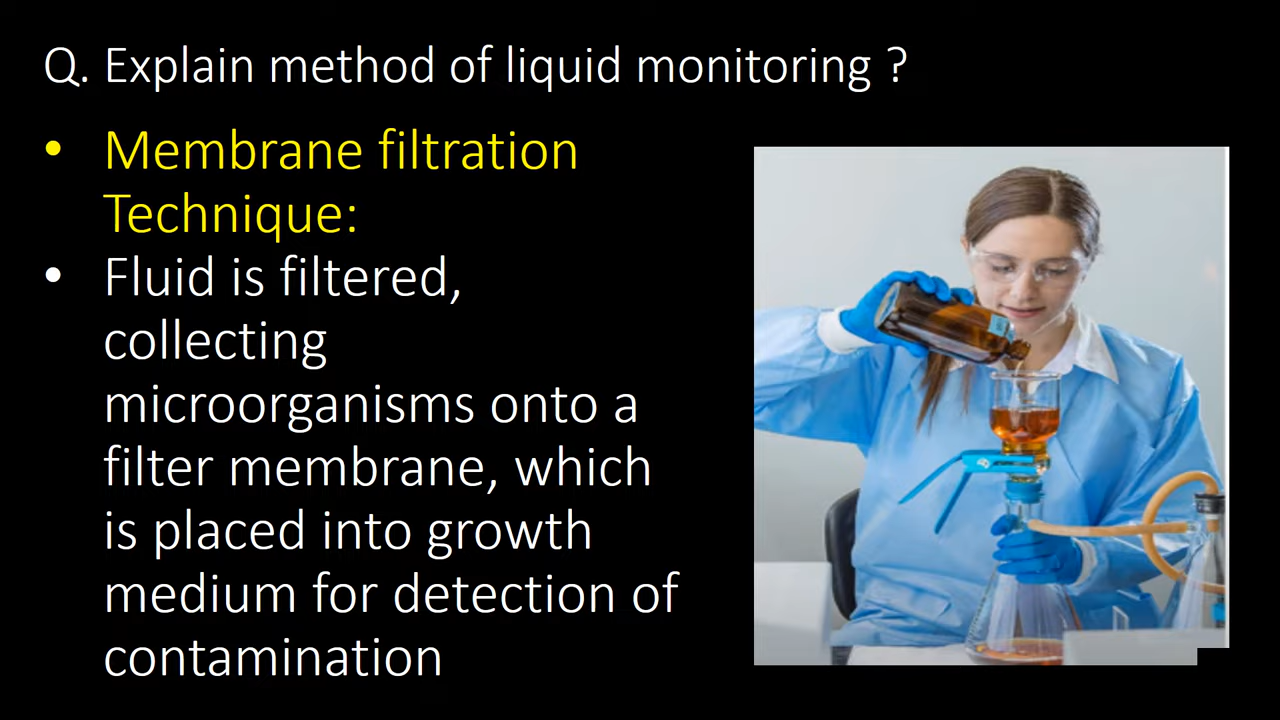 Q. Explain method of liquid monitoring ?
• Membrane filtration
Technique:
• Fluid is filtered,
collecting
microorganisms onto a
filter membrane, which
is placed into growth
medium for detection of
contamination